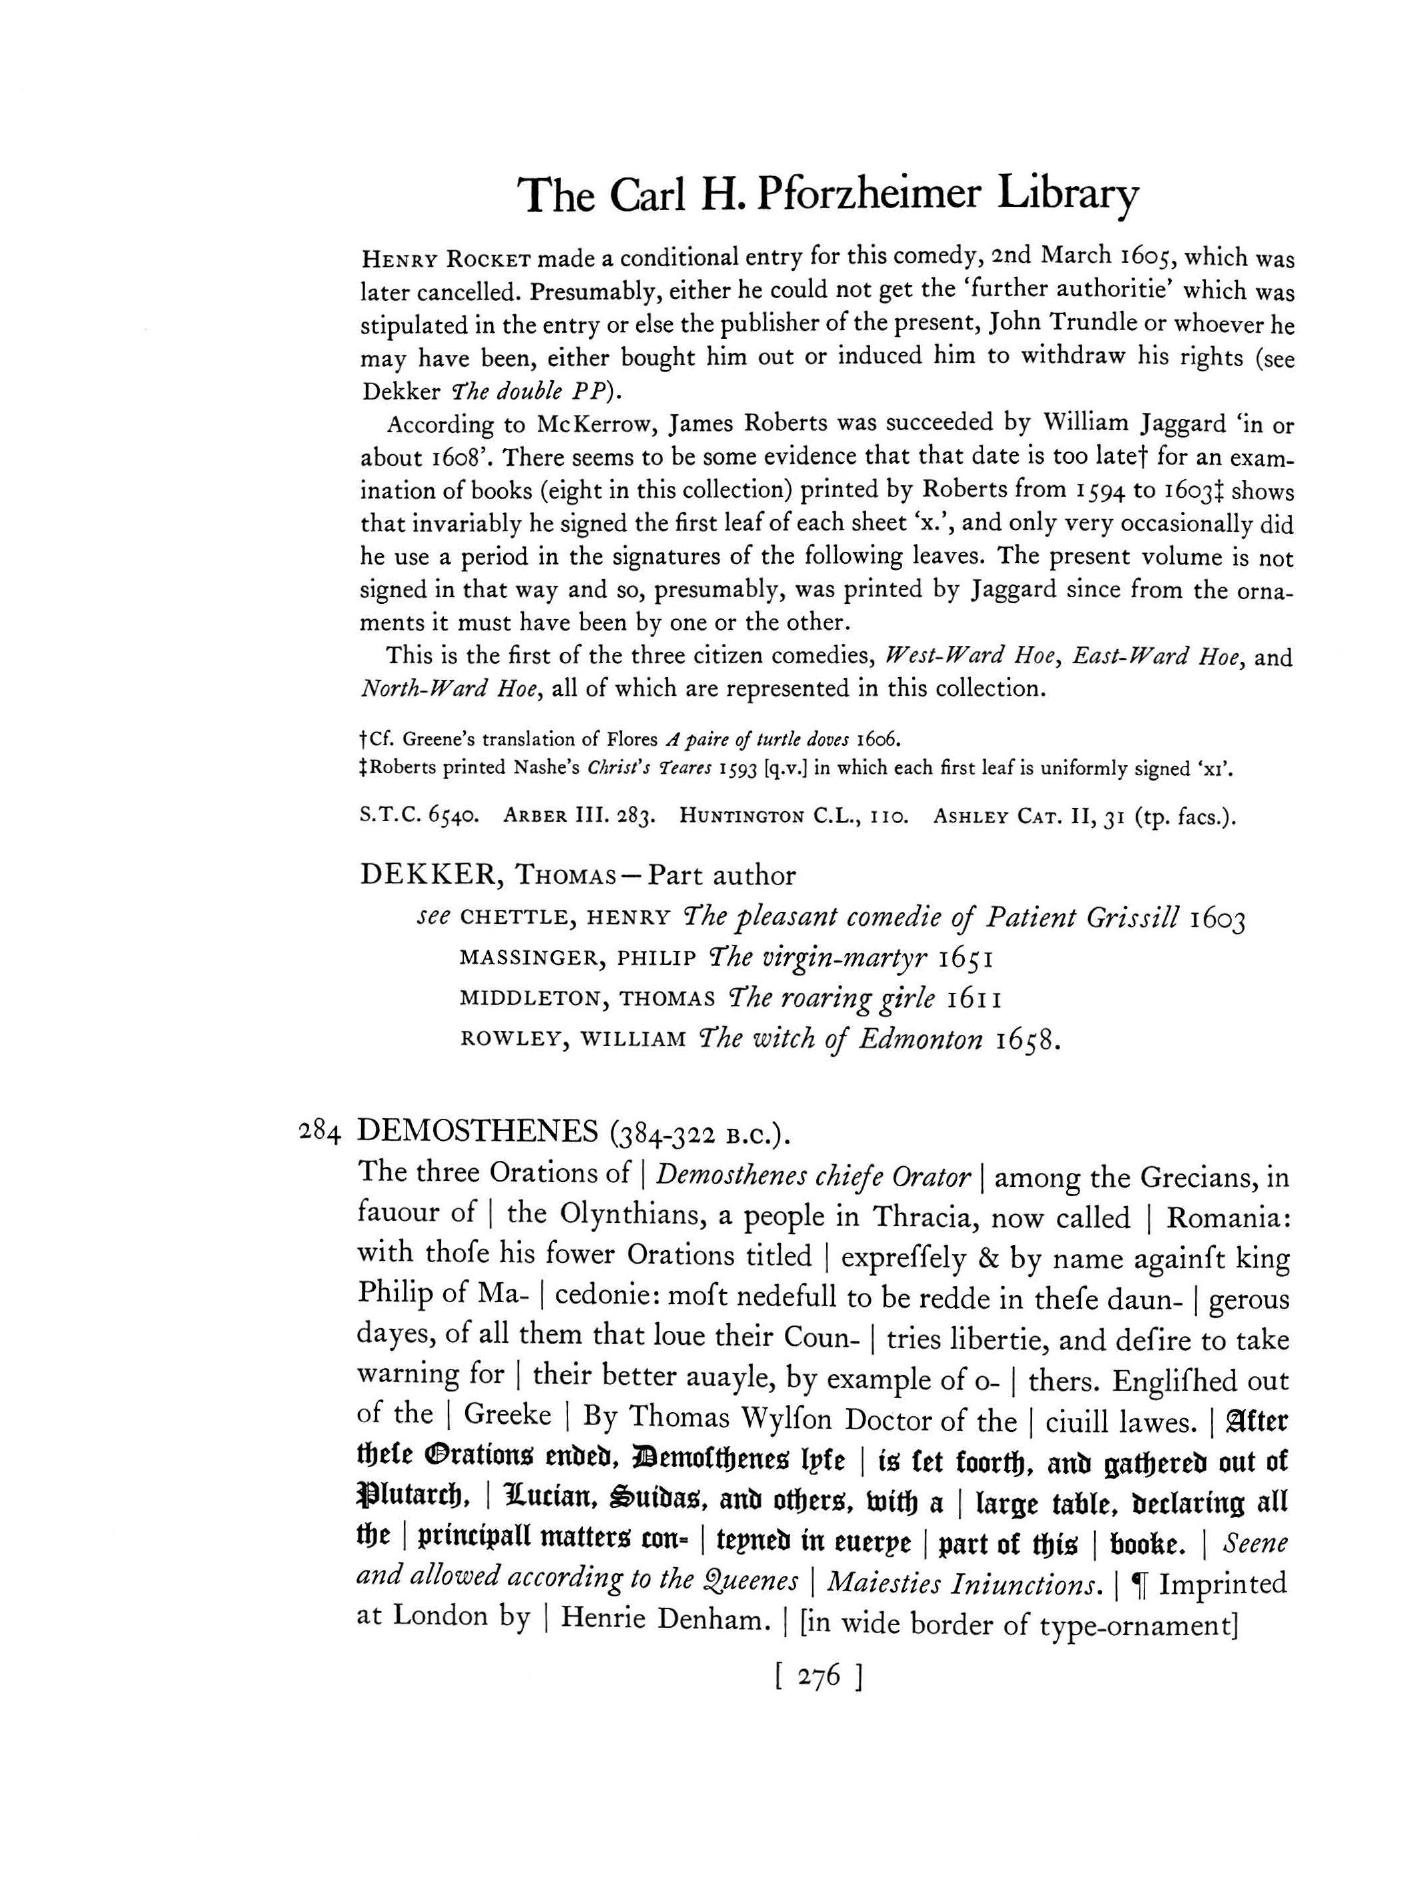 The Carl H. Pforzheimer Library
HENRY ROCKET made a conditional entry for this comedy, 2nd March 1605, which was
later cancelled. Presumably, either he could not get the ‘further authoritie’ which was
stipulated in the entry or else the publisher of the present, John Trundle or whoever he
may have been, either bought him out or induced him to withdraw his rights (see
Dekker The double PP).
According to McKerrow, James Roberts was succeeded by William Jaggard ‘in or
about 1608’. There seems to be some evidence that that date is too late† for an exam-
ination of books (eight in this collection) printed by Roberts from 1594 to 1603‡ shows
that invariably he signed the first leaf of each sheet ‘x.’, and only very occasionally did
he use a period in the signatures of the following leaves. The present volume is not
signed in that way and so, presumably, was printed by Jaggard since from the orna-
ments it must have been by one or the other.
This is the first of the three citizen comedies, West-Ward Hoe, East-Ward Hoe, and
North-Ward Hoe, all of which are represented in this collection.
†Cf. Greene’s translation of Flores A paire of turtle doves 1606.
‡Roberts printed Nashe’s Christ’s Teares 1593 [q.v.] in which each first leaf is uniformly signed ‘x1’.
S.T.C. 6540. ARBER III. 283. HUNTINGTON C.L., 110. ASHLEY CAT. II, 31 (tp. facs.).
DEKKER, THOMAS—Part author
see CHETTLE, HENRY The pleasant comedie of Patient Grissill 1603
MASSINGER, PHILIP The virgin-martyr 1651
MIDDLETON, THOMAS The roaring girle 1611
ROWLEY, WILLIAM The witch of Edmonton 1658.
284 DEMOSTHENES (384-322 B.C.).
The three Orations of | Demosthenes chiefe Orator | among the Grecians, in
fauour of | the Olynthians, a people in Thracia, now called | Romania:
with thoſe his fower Orations titled | expreſſely & by name againſt king
Philip of Ma- | cedonie: moſt nedefull to be redde in theſe daun- | gerous
dayes, of all them that loue their Coun- | tries libertie, and deſire to take
warning for | their better auayle, by example of o- | thers. Engliſhed out
of the | Greeke | By Thomas Wylſon Doctor of the | ciuill lawes. | After
theſe Orations ended, Demoſthenes lyfe | is ſet foorth, and gathered out of
Plutarch, | Lucian, Suidas, and others, with a | large table, declaring all
the | principall matters con- | teyned in euerye | part of this | booke. | Seene
and allowed according to the Queenes | Maiesties Iniunctions. | ¶ Imprinted
at London by | Henrie Denham. | [in wide border of type-ornament]
[ 276 ]